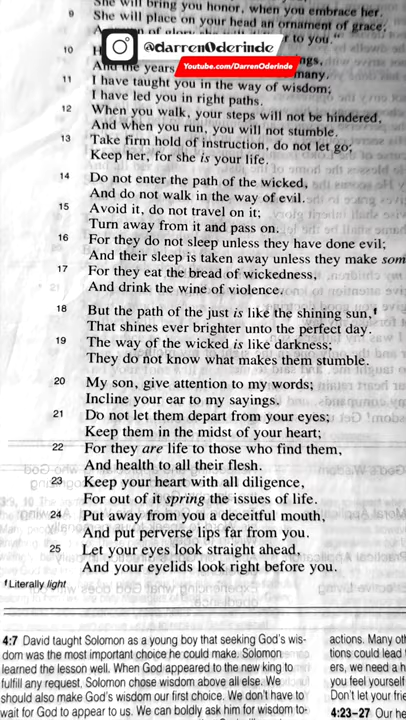 She will bring you honor, when you embrace her.
9 She will place on your head an ornament of grace;
r to you."
@darrenOderinde
Youtube.com/DarrenOderinde
10
ngs,
And the years many.
11 I have taught you in the way of wisdom;
I have led you in right paths.
12 When you walk, your steps will not be hindered,
And when you run, you will not stumble.
13 Take firm hold of instruction, do not let go;
Keep her, for she is your life.
14 Do not enter the path of the wicked,
And do not walk in the way of evil.
15 Avoid it, do not travel on it;
Turn away from it and pass on.
16 For they do not sleep unless they have done evil;
And their sleep is taken away unless they make som
17 For they eat the bread of wickedness,
And drink the wine of violence.
18 But the path of the just is like the shining sun,f
That shines ever brighter unto the perfect day.
19 The way of the wicked is like darkness;
They do not know what makes them stumble.
20 My son, give attention to my words;
Incline your ear to my sayings.
21 Do not let them depart from your eyes;
Keep them in the midst of your heart;
22 For they are life to those who find them,
And health to all their flesh.
23 Keep your heart with all diligence,
For out of it spring the issues of life.
24 Put away from you a deceitful mouth,
And put perverse lips far from you.
25 Let your eyes look straight ahead,
And your eyelids look right before you.
f Literally light
4:7 David taught Solomon as a young boy that seeking God's wis-
dom was the most important choice he could make. Solomon
learned the lesson well. When God appeared to the new king to
fulfill any request, Solomon chose wisdom above all else. We
should also make God's wisdom our first choice. We don't have to
wait for God to appear to us. We can boldly ask him for wisdom to-
actions. Many oth
tions could lead
ers, we need a h
you feel yourself
Don't let your frie
4:23–27 Our he